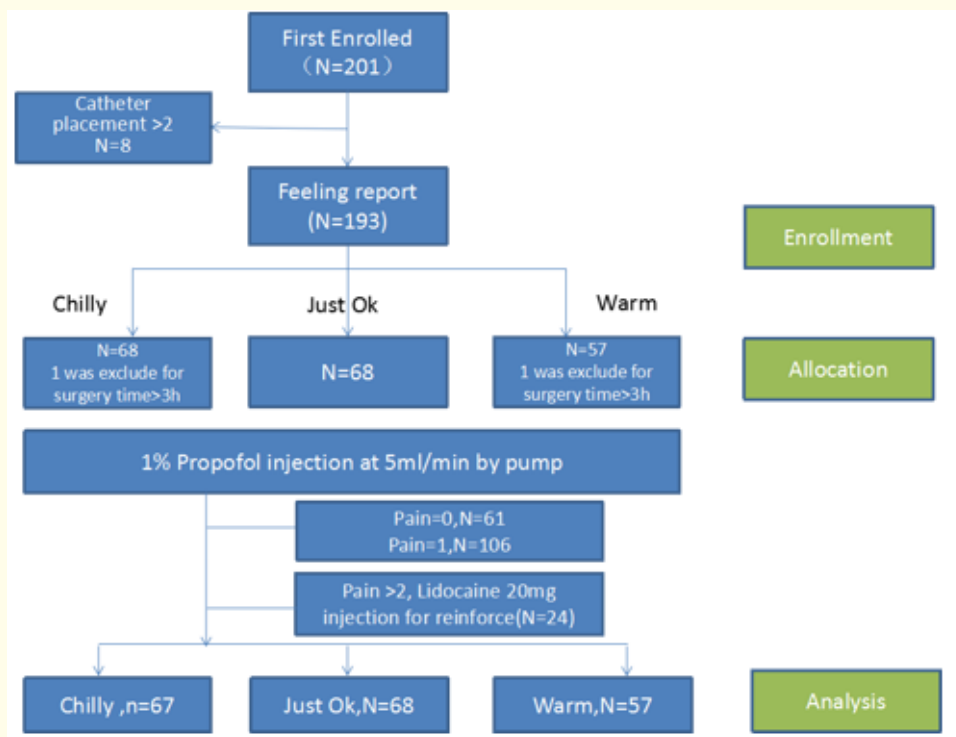 First Enrolled
（N=201）
Catheter
placement >2
N=8
Feeling report
(N=193)
Enrollment
Chilly
Just Ok
Warm
N=68
1 was exclude for
surgery time>3h
N=68
N=57
1 was exclude for
surgery time>3h
Allocation
1% Propofol injection at 5ml/min by pump
Pain=0,N=61
Pain=1,N=106
Pain >2, Lidocaine 20mg
injection for reinforce(N=24)
Chilly ,n=67
Just Ok,N=68
Warm,N=57
Analysis